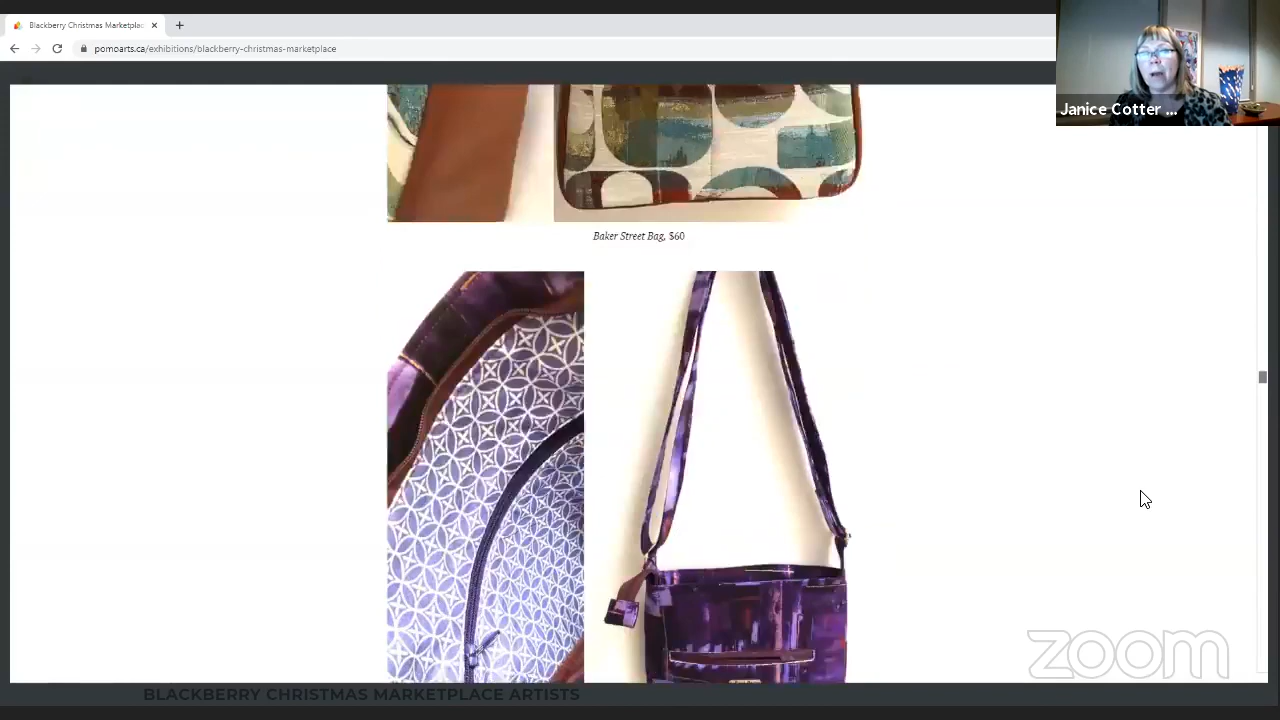 Blackberry Christmas Marketplac
pomoarts.ca/exhibitions/blackberry-christmas-marketplace
Janice Cotter ...
Baker Street Bag, $60
zoom
BLACKBERRY CHRISTMAS MARKETPLACE ARTISTS